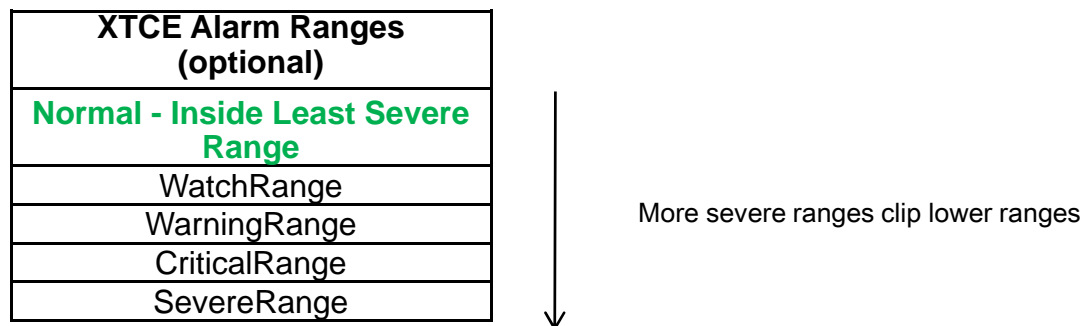 XTCE Alarm Ranges
(optional)
Normal - Inside Least Severe
Range
WatchRange
WarningRange
More severe ranges clip lower ranges
CriticalRange
SevereRange